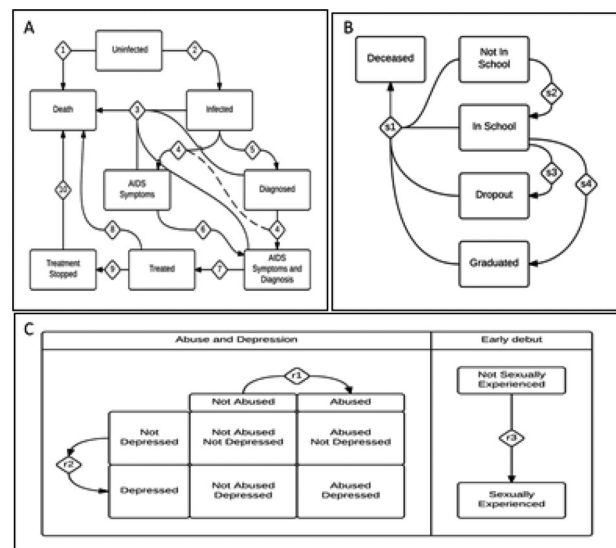 A
1
Uninfected
2
Death
3
Infected
4
5
10
AIDS
Symptoms
Diagnosed
8
6
4
Treatment
Stopped
9
Treated
7
AIDS
Symptoms and
Diagnosis
B
Deceased
Not In
School
s2
s1
In School
s3
s4
Dropout
Graduated
C
Abuse and Depression
Early debut
r1
Not Abused
Abused
Not Sexually
Experienced
Not
Depressed
Not Abused
Not Depressed
Abused
Not Depressed
r2
r3
Depressed
Not Abused
Depressed
Abused
Depressed
Sexually
Experienced